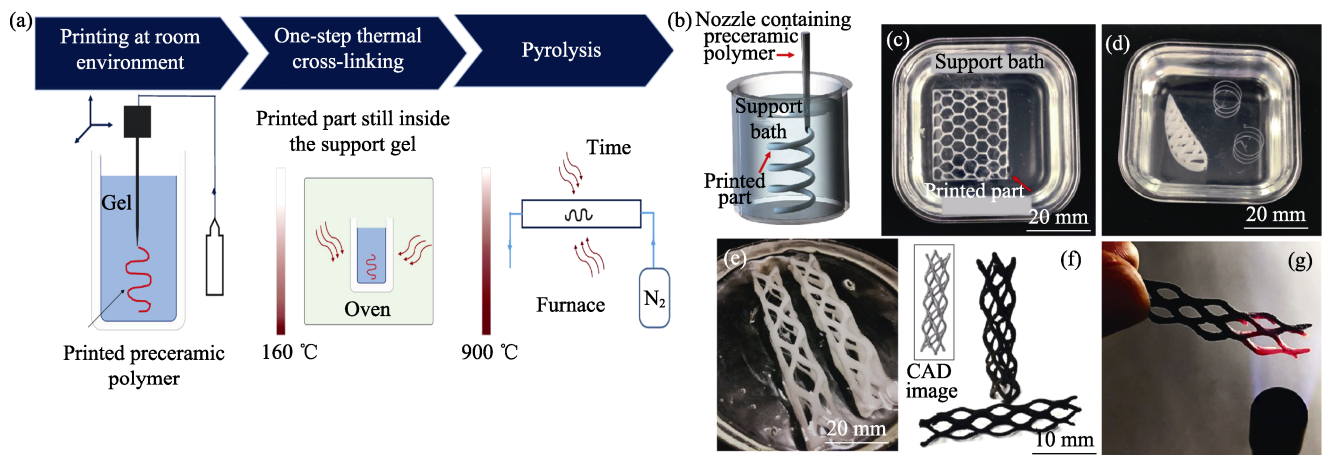 (a)
Printing at room
environment
One-step thermal
cross-linking
Pyrolysis
Gel
Printed preceramic
polymer
Printed part still inside
the support gel
Oven
160 ℃
900 ℃
Time
Furnace
N2
(b)
Nozzle containing
preceramic
polymer
Support
bath
Printed
part
(c)
Support bath
Printed part
20 mm
(d)
20 mm
(e)
20 mm
(f)
CAD
image
10 mm
(g)